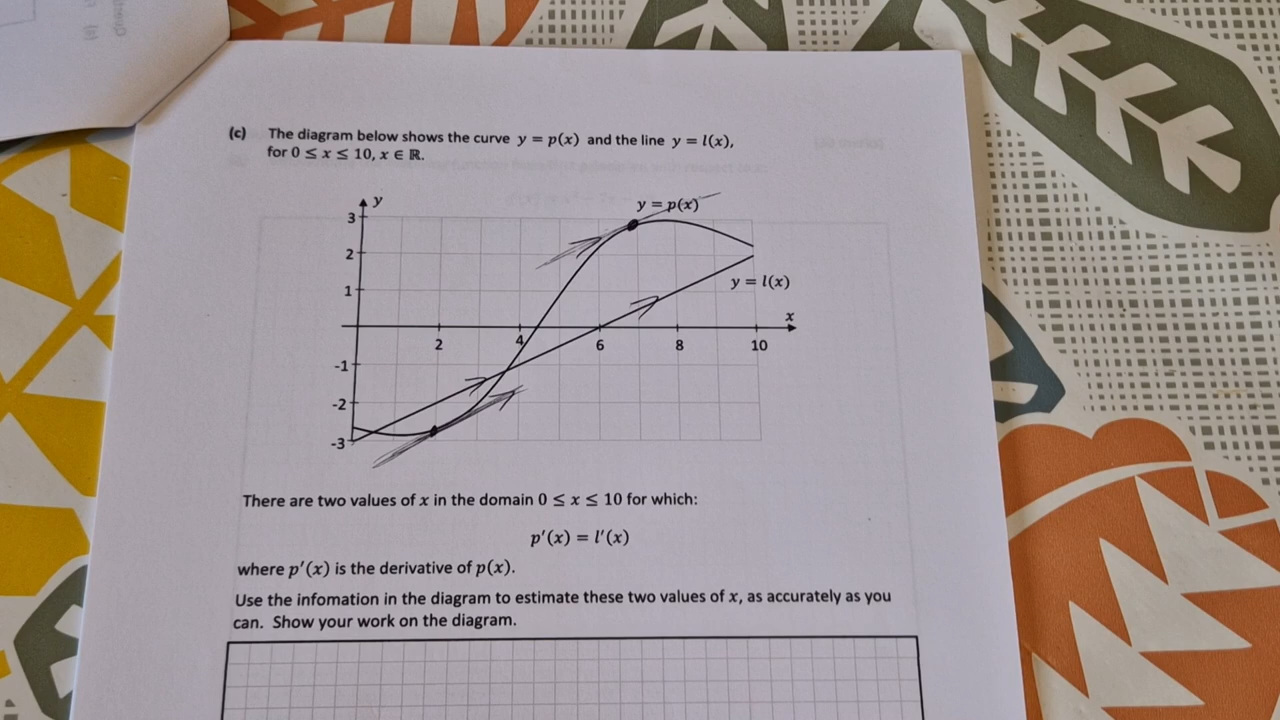 (c) The diagram below shows the curve y = p(x) and the line y = l(x),
for 0 ≤ x ≤ 10, x ∈ ℝ.
y
y = p(x)
3
2
y = l(x)
1
x
2 4 6 8 10
-1
-2
-3
There are two values of x in the domain 0 ≤ x ≤ 10 for which:
p′(x) = l′(x)
where p′(x) is the derivative of p(x).
Use the infomation in the diagram to estimate these two values of x, as accurately as you
can. Show your work on the diagram.